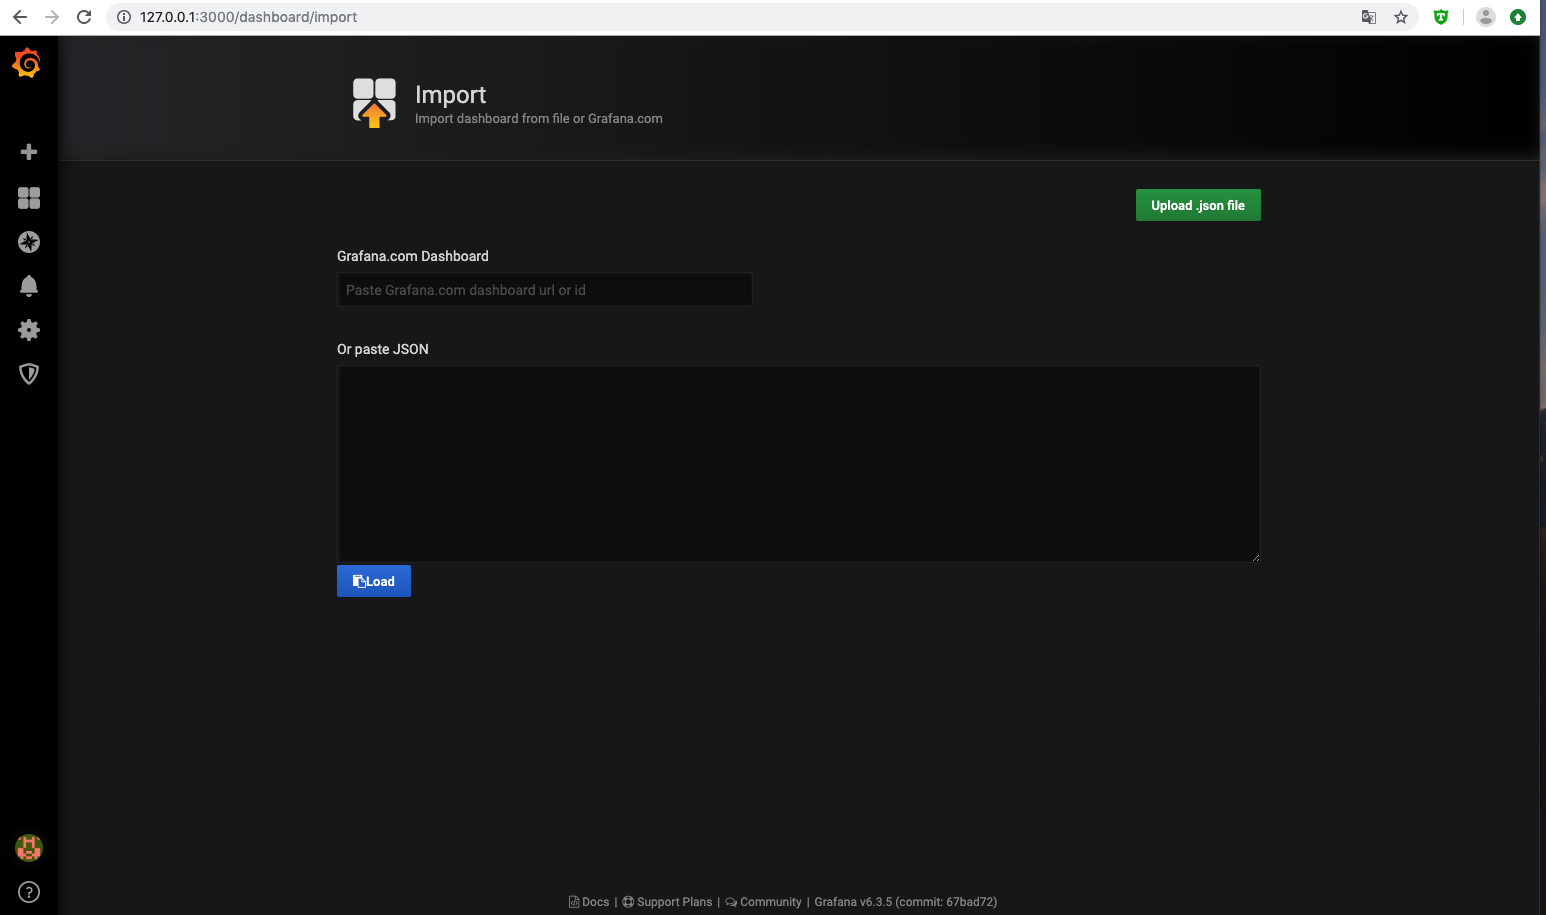 127.0.0.1:3000/dashboard/import
Import
Import dashboard from file or Grafana.com
Upload .json file
Grafana.com Dashboard
Paste Grafana.com dashboard url or id
Or paste JSON
Load
Docs | Support Plans | Community | Grafana v6.3.5 (commit: 67bad72)